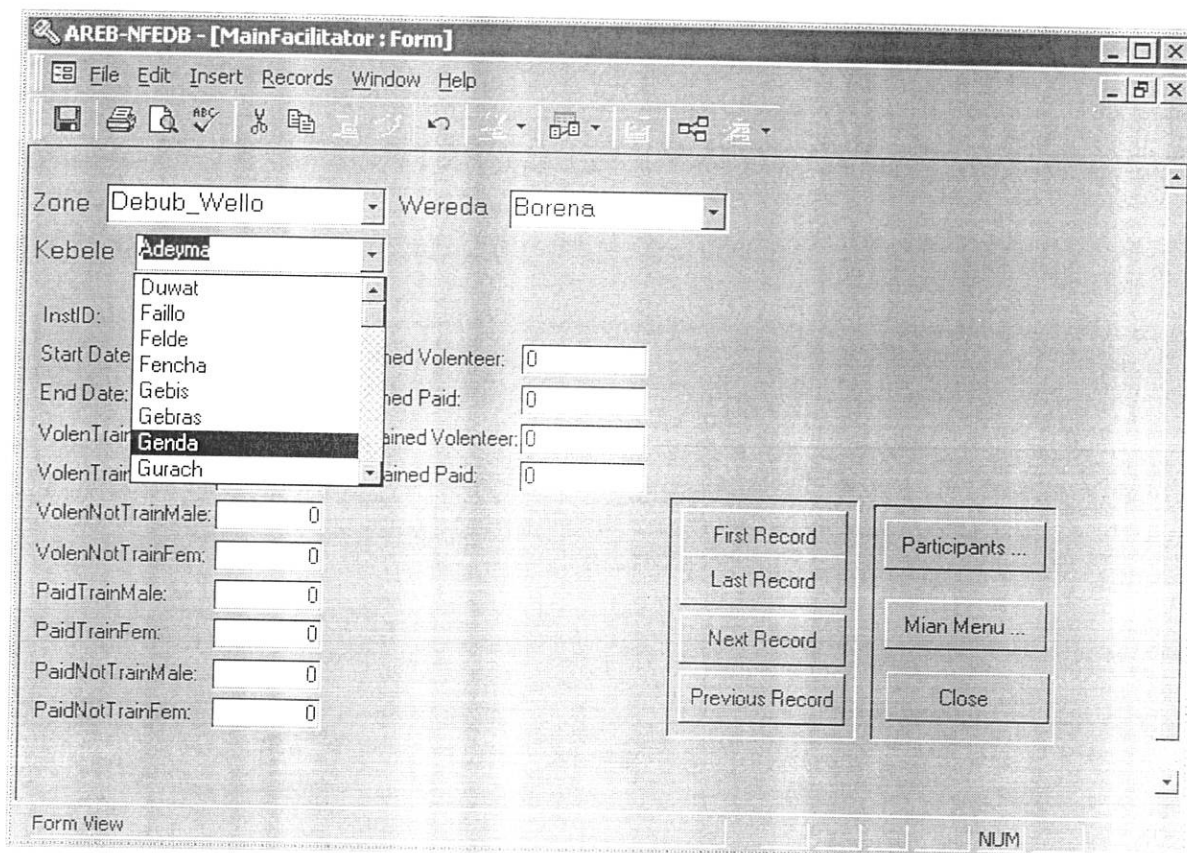 AREB-NFEDB - [MainFacilitator : Form]
File Edit Insert Records Window Help
ABC
Zone Debub_Wello Wereda Borena
Kebele Adeyma
Duwat
InstID: Faillo
Felde
Start Date Fencha ned Volenteer: 0
End Date: Gebis ned Paid: 0
Gebras
VolenTrain Genda ained Volenteer: 0
VolenTrain Gurach ained Paid: 0
VolenNotTrainMale: 0
VolenNotTrainFem: 0
PaidTrainMale: 0
PaidTrainFem: 0
PaidNotTrainMale: 0
PaidNotTrainFem: 0
First Record
Last Record
Next Record
Previous Record
Participants ...
Mian Menu ...
Close
Form View NUM